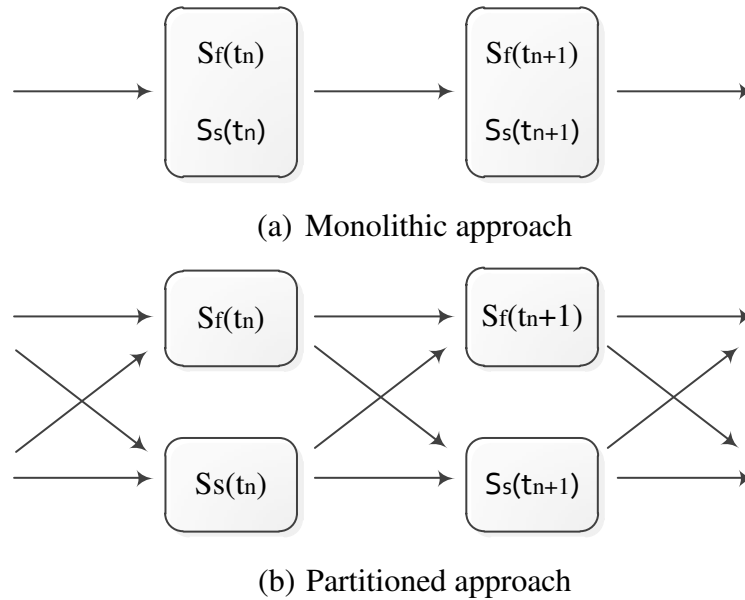 Sf(tn) Sf(tn+1)
Ss(tn) Ss(tn+1)
(a) Monolithic approach
Sf(tn) Sf(tn+1)
Ss(tn) Ss(tn+1)
(b) Partitioned approach